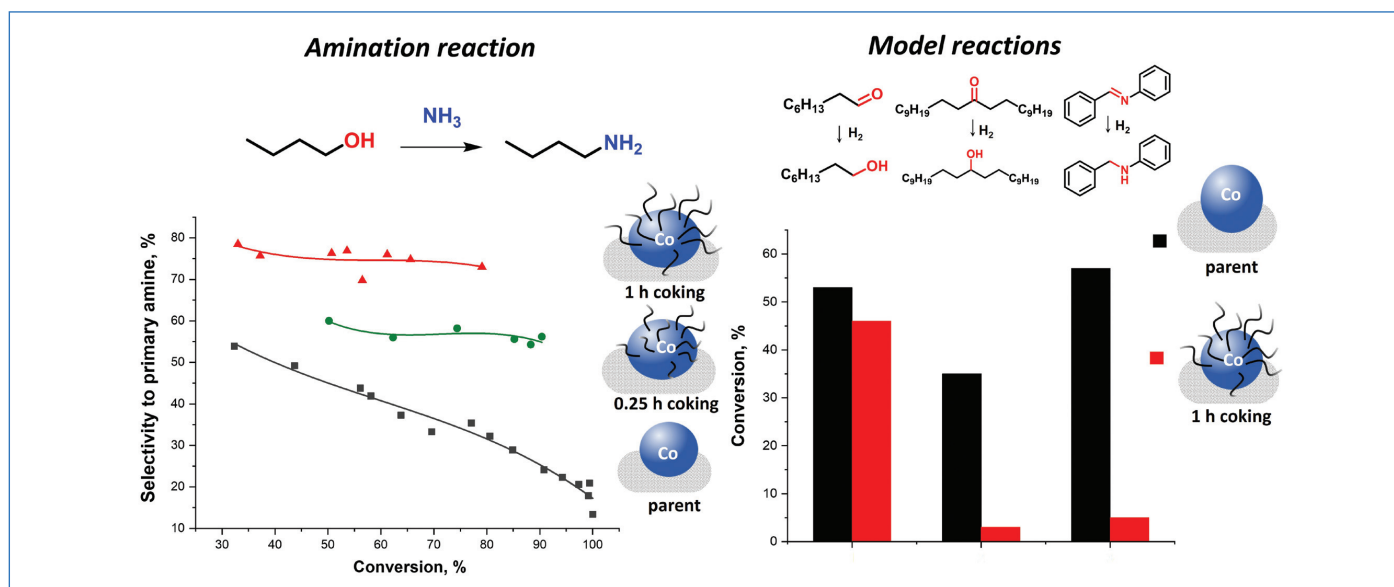 Amination reaction
OH
NH₃
NH₂
Selectivity to primary amine, %
80
70
60
50
40
30
20
10
30
40
50
60
70
80
90
100
Conversion, %
Co
1 h coking
Co
0.25 h coking
Co
parent
Model reactions
C₆H₁₃
O
H₂
C₆H₁₃
OH
O
C₉H₁₉
C₉H₁₉
H₂
OH
C₉H₁₉
C₉H₁₉
N
H₂
N
H
Conversion, %
60
50
40
30
20
10
0
Co
parent
Co
1 h coking